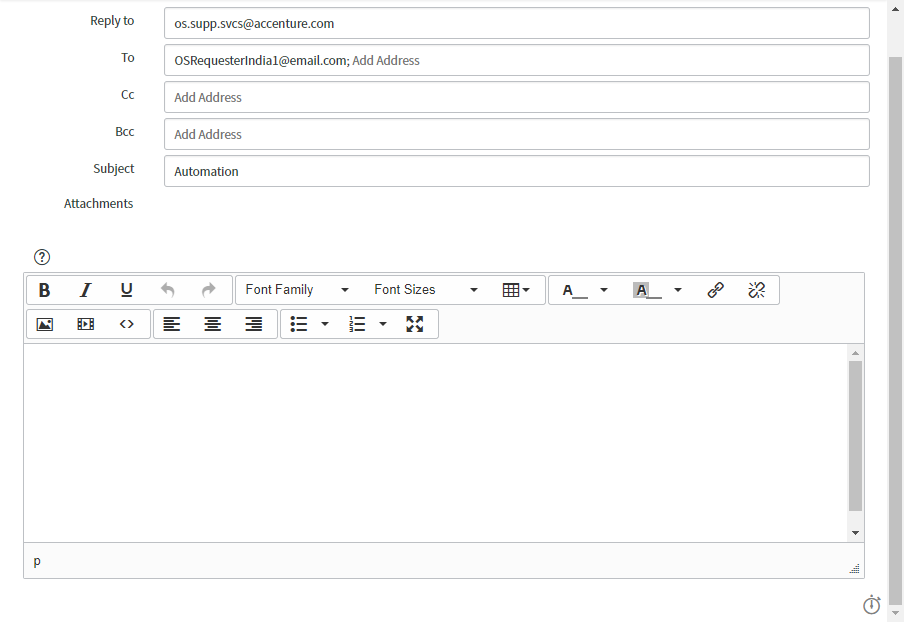 Reply to os.supp.svcs@accenture.com
To OSRequesterIndia1@email.com; Add Address
Cc Add Address
Bcc Add Address
Subject Automation
Attachments
?
B I U Font Family Font Sizes A A
<>
p